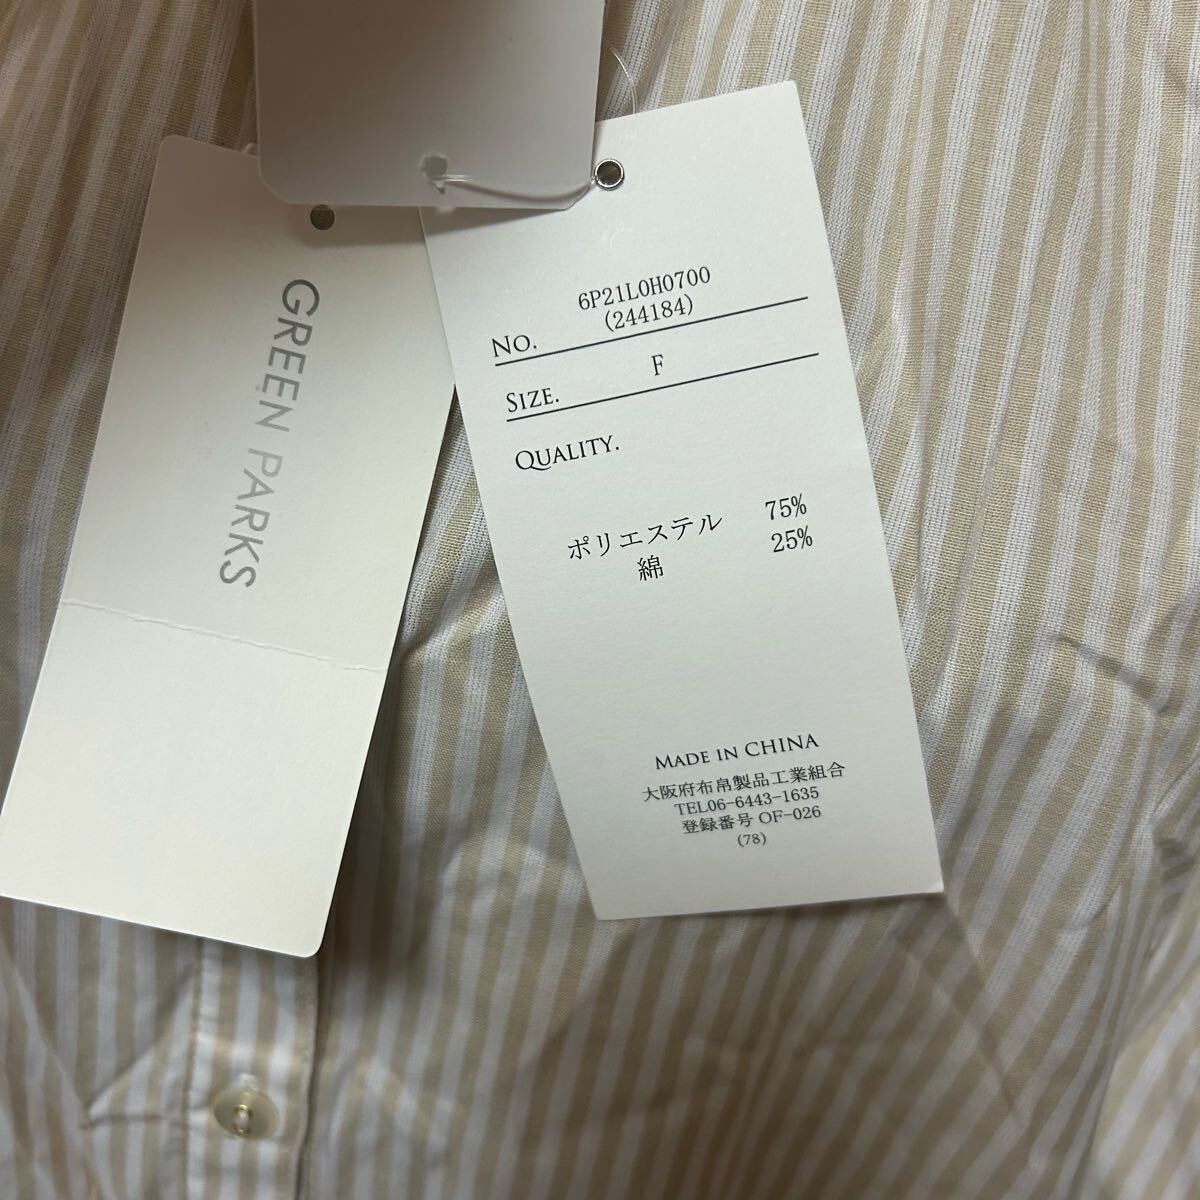 GREEN PARKS
6P21L0H0700
(244184)
NO.
SIZE. F
QUALITY.
ポリエステル 75%
綿 25%
MADE IN CHINA
大阪府布帛製品工業組合
TEL06-6443-1635
登録番号 OF-026
(78)